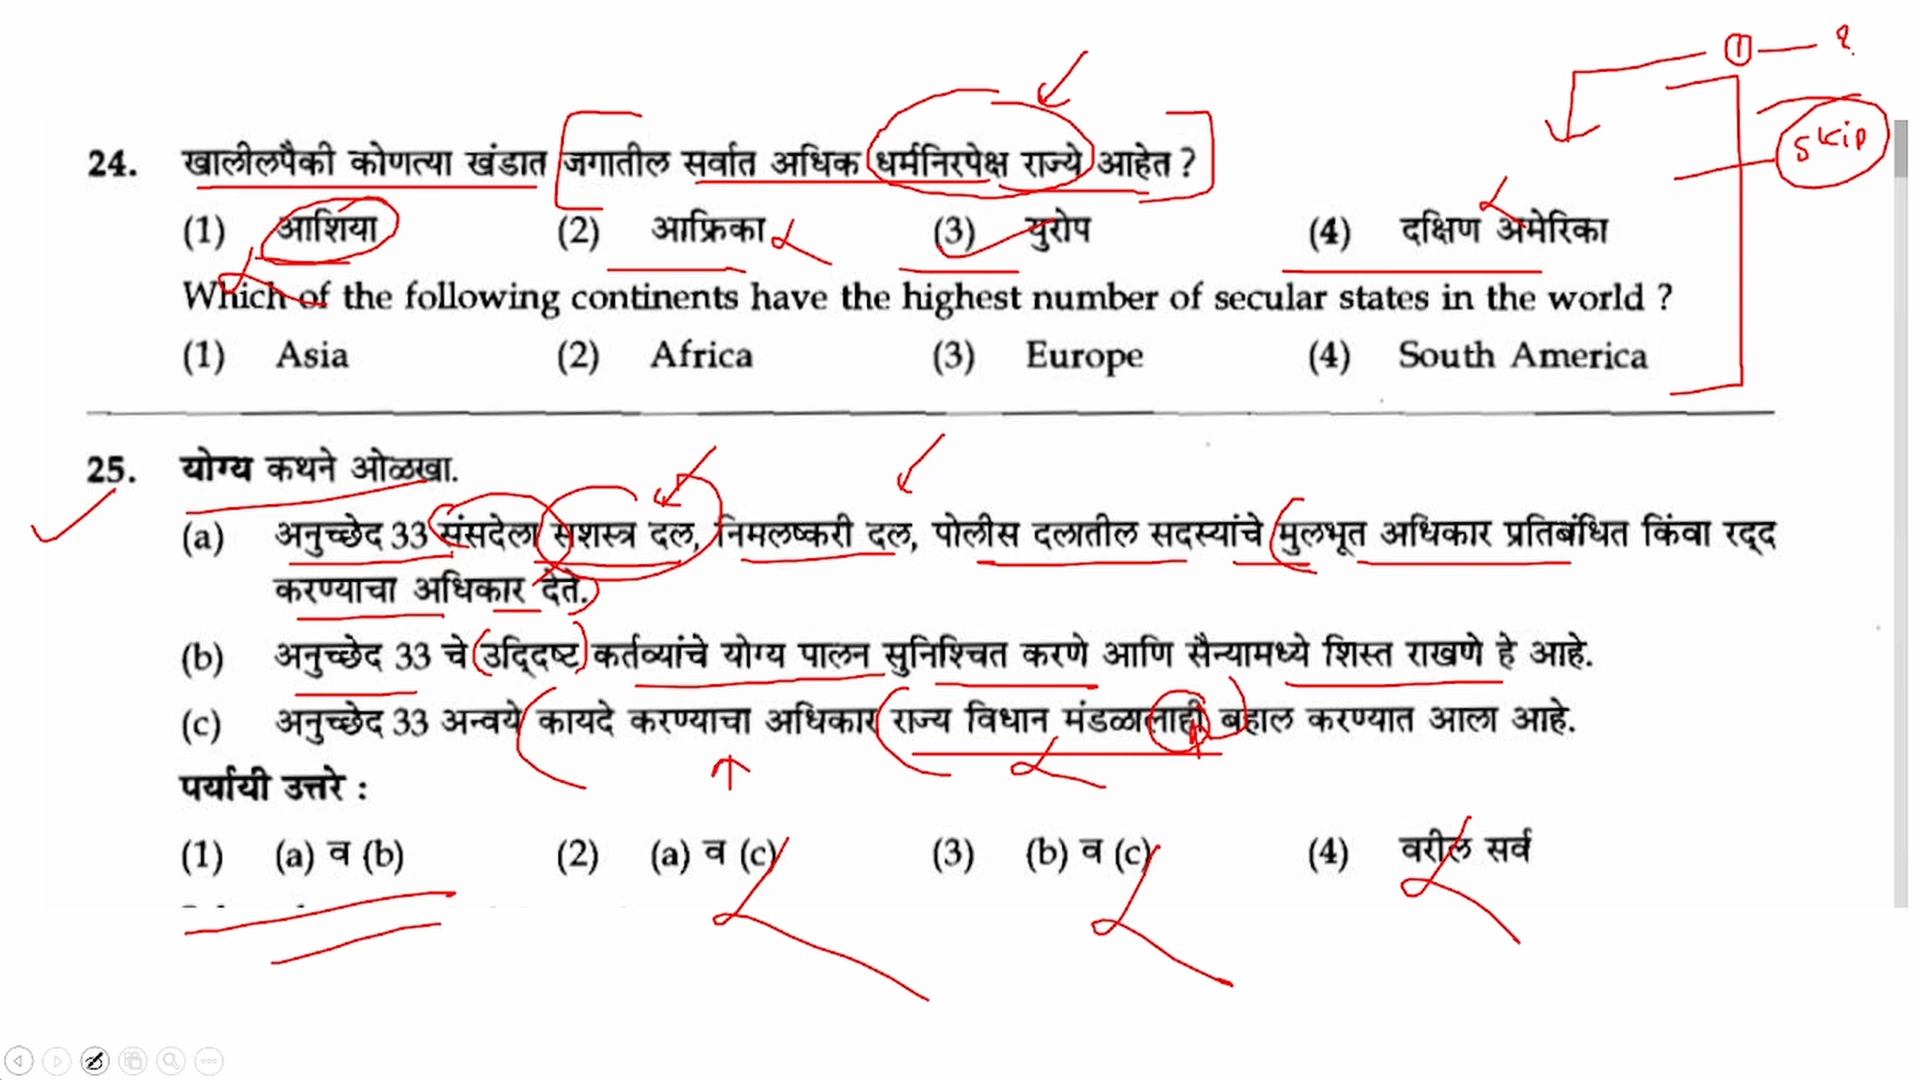 ① — ?
skip
24. खालीलपैकी कोणत्या खंडात जगातील सर्वात अधिक धर्मनिरपेक्ष राज्ये आहेत ?
(1) आशिया (2) आफ्रिका (3) युरोप (4) दक्षिण अमेरिका
Which of the following continents have the highest number of secular states in the world ?
(1) Asia (2) Africa (3) Europe (4) South America
25. योग्य कथने ओळखा.
(a) अनुच्छेद 33 संसदेला सशस्त्र दल, निमलष्करी दल, पोलीस दलातील सदस्यांचे मुलभूत अधिकार प्रतिबंधित किंवा रद्द
करण्याचा अधिकार देते.
(b) अनुच्छेद 33 चे उद्दिष्ट कर्तव्यांचे योग्य पालन सुनिश्चित करणे आणि सैन्यामध्ये शिस्त राखणे हे आहे.
(c) अनुच्छेद 33 अन्वये कायदे करण्याचा अधिकार राज्य विधान मंडळालाही बहाल करण्यात आला आहे.
पर्यायी उत्तरे :
(1) (a) व (b) (2) (a) व (c) (3) (b) व (c) (4) वरील सर्व